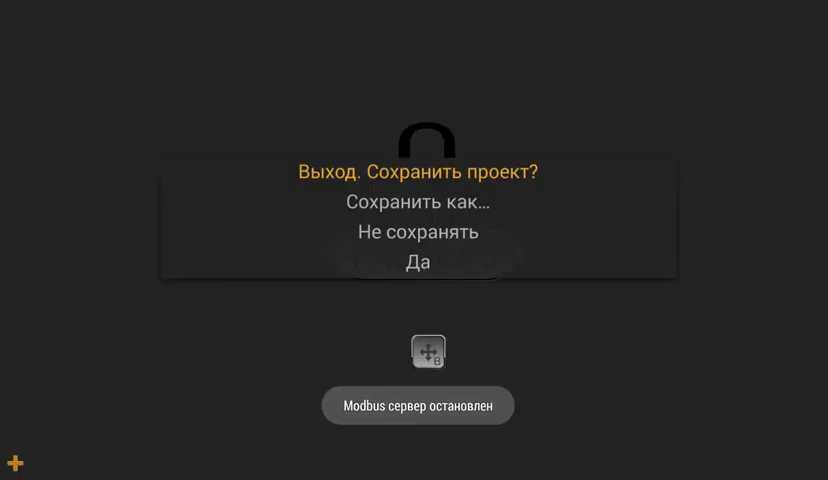 Выход. Сохранить проект?
Сохранить как...
Не сохранять
Да
B
Modbus сервер остановлен